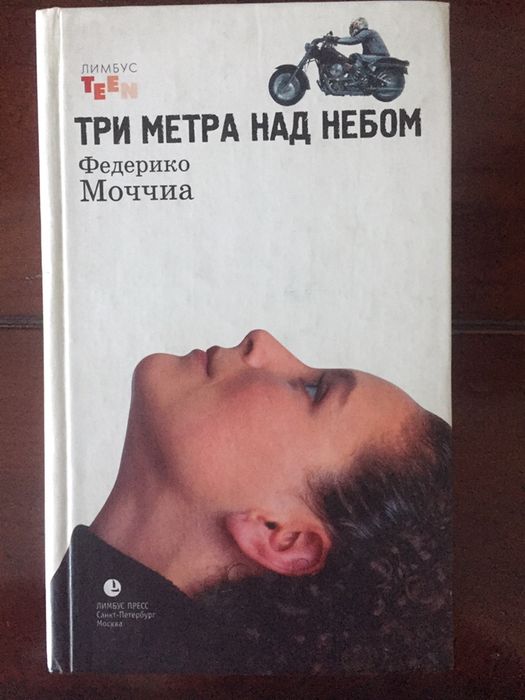 ЛИМБУС
TEEN
ТРИ МЕТРА НАД НЕБОМ
Федерико
Моччиа
ЛИМБУС ПРЕСС
Санкт-Петербург
Москва